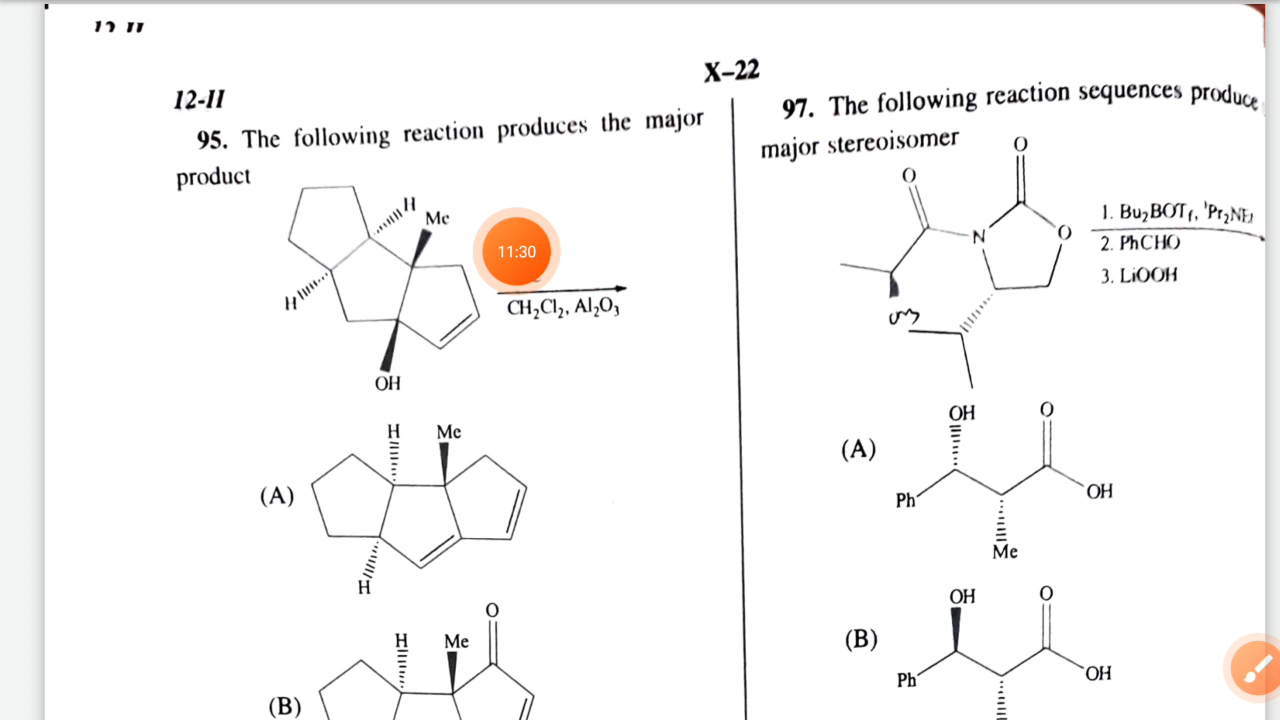 X–22
12-II
95. The following reaction produces the major
product
H
Me
H
OH
11:30
CH₂Cl₂, Al₂O₃
(A)
H
Me
H
(B)
H
Me
O
97. The following reaction sequences produce
major stereoisomer
O
O
N
O
1. Bu₂BOTf, ⁱPr₂NEt
2. PhCHO
3. LiOOH
(A)
OH
O
Ph
OH
Me
(B)
OH
O
Ph
OH